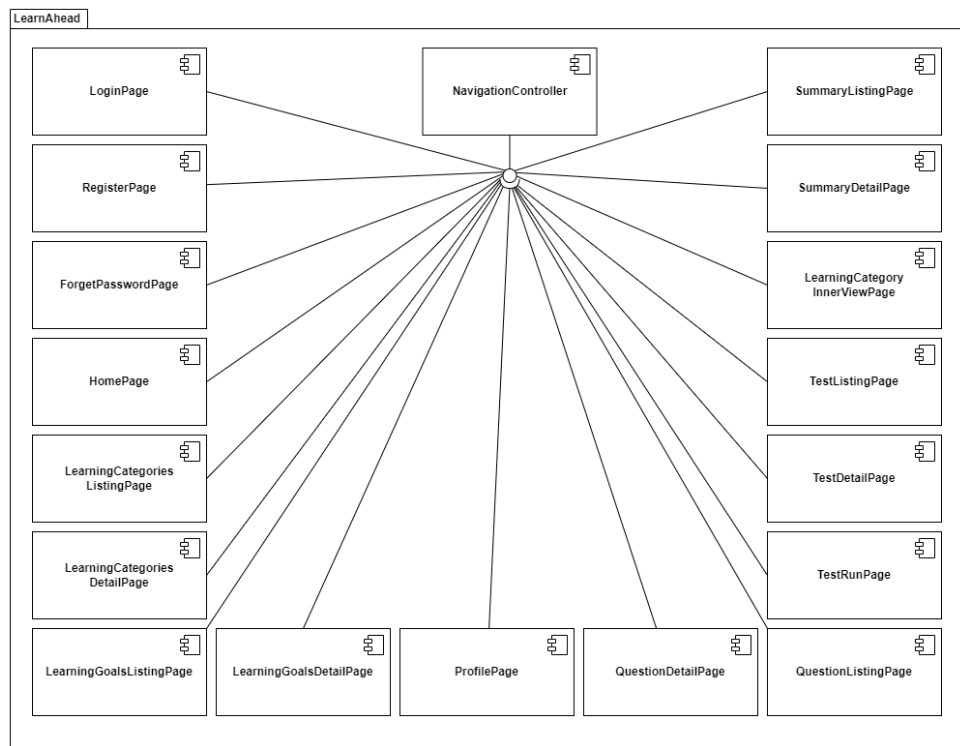 LearnAhead
LoginPage
NavigationController
SummaryListingPage
RegisterPage
SummaryDetailPage
ForgetPasswordPage
LearningCategory
InnerViewPage
HomePage
TestListingPage
LearningCategories
ListingPage
TestDetailPage
LearningCategories
DetailPage
TestRunPage
LearningGoalsListingPage
LearningGoalsDetailPage
ProfilePage
QuestionDetailPage
QuestionListingPage